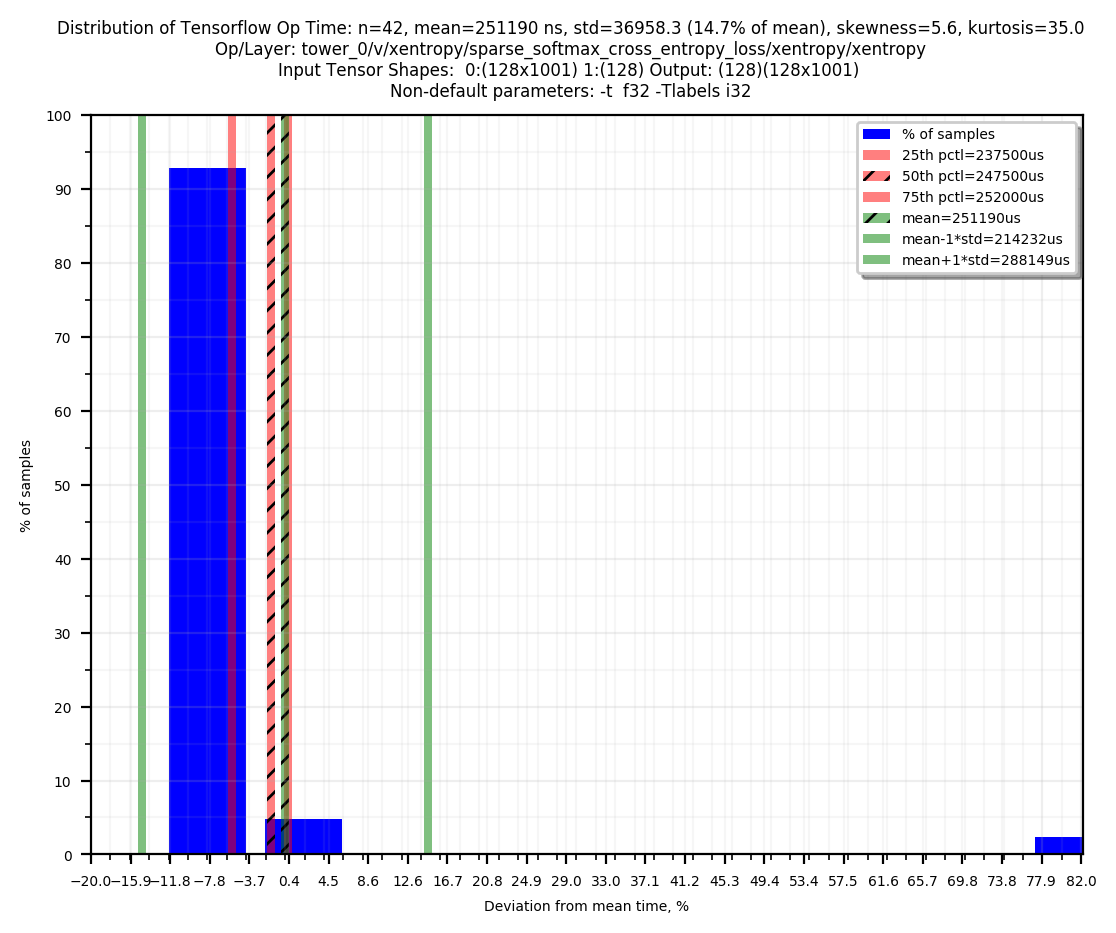 Distribution of Tensorflow Op Time: n=42, mean=251190 ns, std=36958.3 (14.7% of mean), skewness=5.6, kurtosis=35.0
Op/Layer: tower_0/v/xentropy/sparse_softmax_cross_entropy_loss/xentropy/xentropy
Input Tensor Shapes:  0:(128x1001) 1:(128) Output: (128)(128x1001)
Non-default parameters: -t  f32 -Tlabels i32
% of samples
25th pctl=237500us
50th pctl=247500us
75th pctl=252000us
mean=251190us
mean-1*std=214232us
mean+1*std=288149us
100
90
80
70
60
50
40
30
20
10
0
% of samples
−20.0 −15.9 −11.8 −7.8 −3.7 0.4 4.5 8.6 12.6 16.7 20.8 24.9 29.0 33.0 37.1 41.2 45.3 49.4 53.4 57.5 61.6 65.7 69.8 73.8 77.9 82.0
Deviation from mean time, %